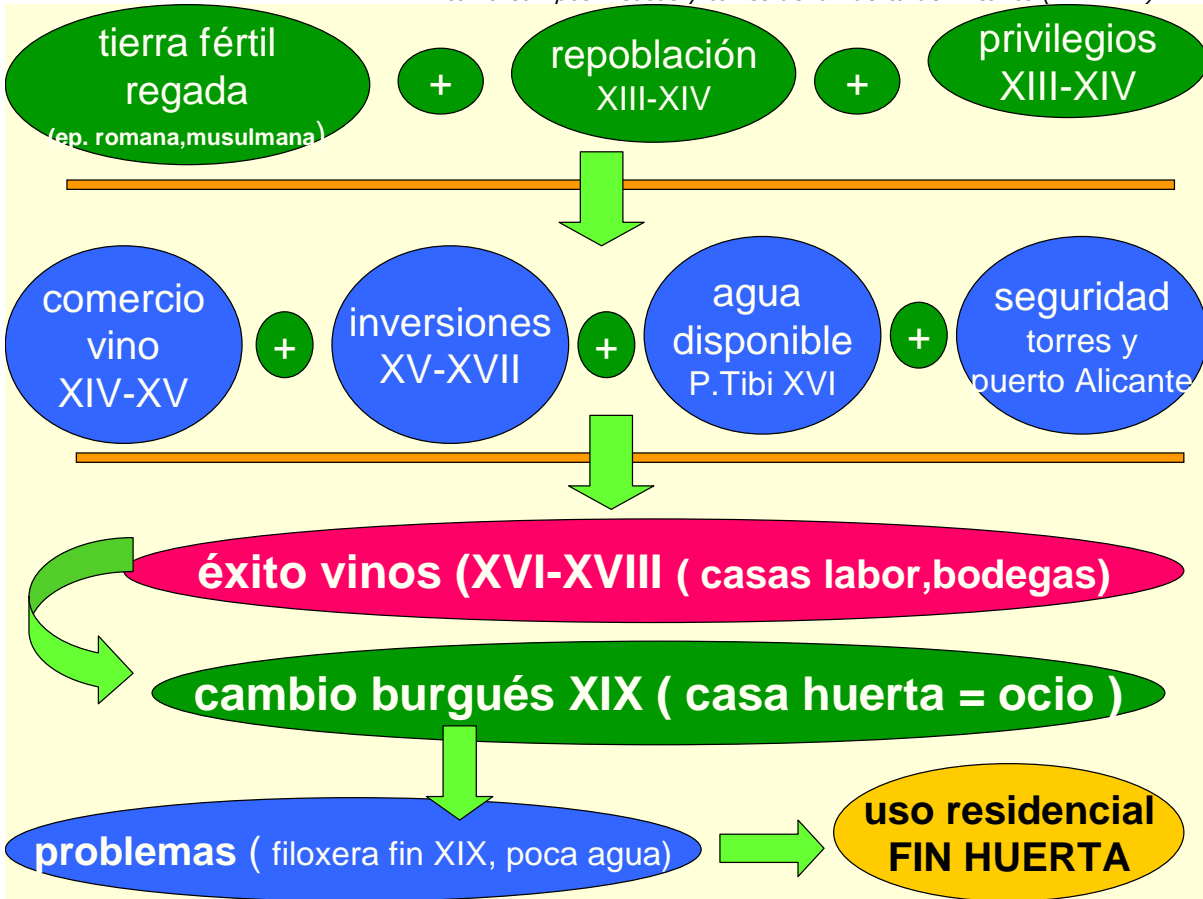 tierra fértil
regada
(ep. romana,musulmana)
+
repoblación
XIII-XIV
+
privilegios
XIII-XIV
comercio
vino
XIV-XV
+
inversiones
XV-XVII
+
agua
disponible
P.Tibi XVI
+
seguridad
torres y
puerto Alicante
éxito vinos (XVI-XVIII ( casas labor,bodegas)
cambio burgués XIX ( casa huerta = ocio )
problemas ( filoxera fin XIX, poca agua)
uso residencial
FIN HUERTA